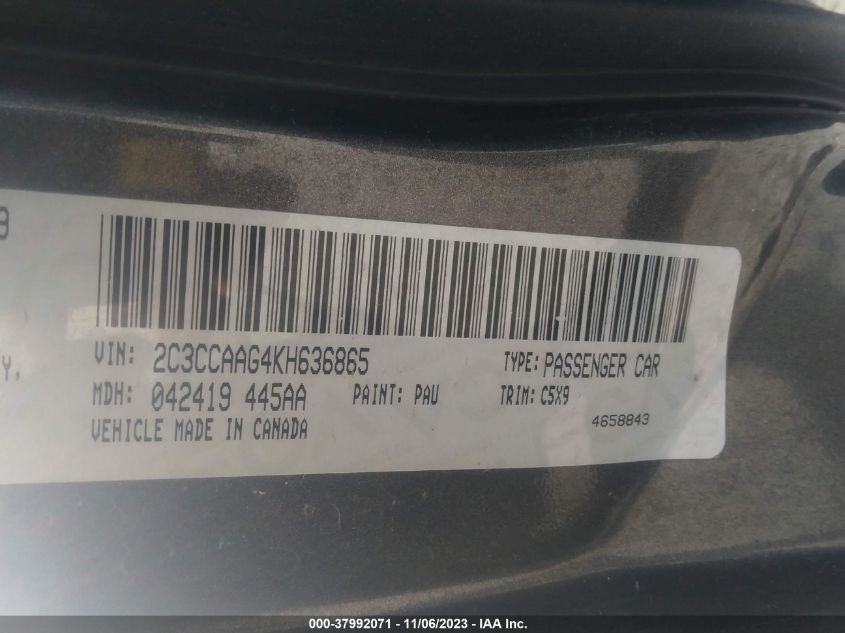 VIN: 2C3CCAAG4KH636865 TYPE: PASSENGER CAR
MDH: 042419 445AA PAINT: PAU TRIM: C5X9
VEHICLE MADE IN CANADA 4658843
Y,
000-37992071 - 11/06/2023 - IAA Inc.